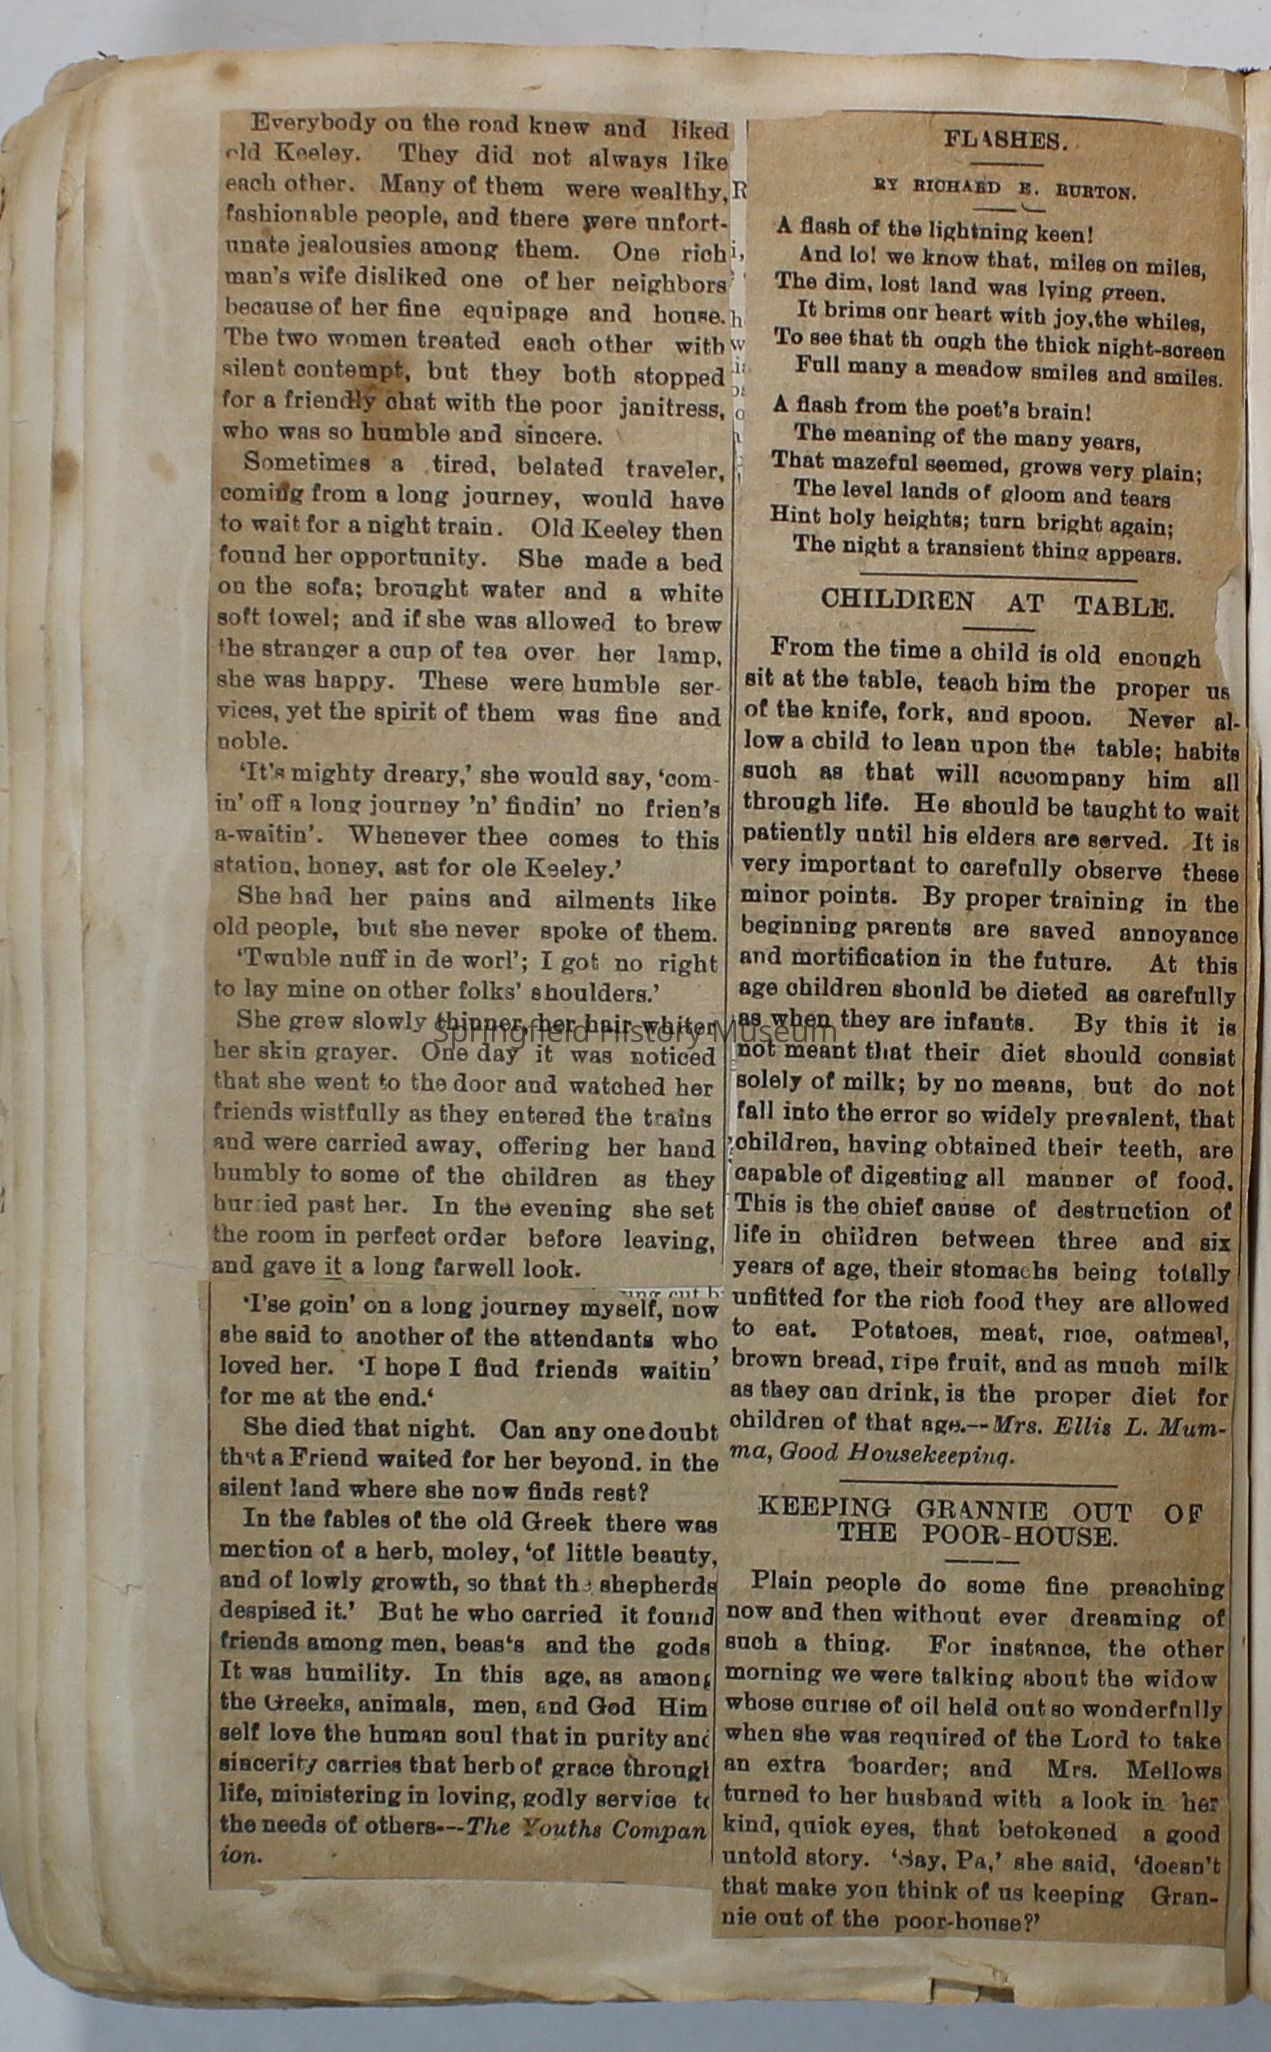 Everybody on the road knew and liked
old Keeley. They did not always like
each other. Many of them were wealthy,
fashionable people, and there were unfort-
unate jealousies among them. One rich
man's wife disliked one of her neighbors
because of her fine equipage and house.
The two women treated each other with
silent contempt, but they both stopped
for a friendly chat with the poor janitress,
who was so humble and sincere.
Sometimes a tired, belated traveler,
coming from a long journey, would have
to wait for a night train. Old Keeley then
found her opportunity. She made a bed
on the sofa; brought water and a white
soft towel; and if she was allowed to brew
the stranger a cup of tea over her lamp,
she was happy. These were humble ser-
vices, yet the spirit of them was fine and
noble.
'It's mighty dreary,' she would say, 'com-
in' off a long journey 'n' findin' no frien's
a-waitin'. Whenever thee comes to this
station, honey, ast for ole Keeley.'
She had her pains and ailments like
old people, but she never spoke of them.
'Twuble nuff in de worl'; I got no right
to lay mine on other folks' shoulders.'
She grew slowly thinner, her hair whiter
her skin grayer. One day it was noticed
that she went to the door and watched her
friends wistfully as they entered the trains
and were carried away, offering her hand
humbly to some of the children as they
hurried past her. In the evening she set
the room in perfect order before leaving,
and gave it a long farwell look.
'I'se goin' on a long journey myself, now
she said to another of the attendants who
loved her. 'I hope I find friends waitin'
for me at the end.'
She died that night. Can any one doubt
that a Friend waited for her beyond. in the
silent land where she now finds rest?
In the fables of the old Greek there was
mention of a herb, moley, 'of little beauty,
and of lowly growth, so that the shepherds
despised it.' But he who carried it found
friends among men, beas's and the gods
It was humility. In this age, as among
the Greeks, animals, men, and God Him
self love the human soul that in purity and
sincerity carries that herb of grace through
life, ministering in loving, godly service to
the needs of others---The Youths Compan
ion.
FLASHES.
BY RICHARD E. BURTON.
A flash of the lightning keen!
And lo! we know that, miles on miles,
The dim, lost land was lying green.
It brims our heart with joy, the whiles,
To see that th ough the thick night-screen
Full many a meadow smiles and smiles.
A flash from the poet's brain!
The meaning of the many years,
That mazeful seemed, grows very plain;
The level lands of gloom and tears
Hint holy heights; turn bright again;
The night a transient thing appears.
CHILDREN AT TABLE.
From the time a child is old enough
sit at the table, teach him the proper us
of the knife, fork, and spoon. Never al-
low a child to lean upon the table; habits
such as that will accompany him all
through life. He should be taught to wait
patiently until his elders are served. It is
very important to carefully observe these
minor points. By proper training in the
beginning parents are saved annoyance
and mortification in the future. At this
age children should be dieted as carefully
as when they are infants. By this it is
not meant that their diet should consist
solely of milk; by no means, but do not
fall into the error so widely prevalent, that
children, having obtained their teeth, are
capable of digesting all manner of food.
This is the chief cause of destruction of
life in children between three and six
years of age, their stomachs being totally
unfitted for the rich food they are allowed
to eat. Potatoes, meat, rice, oatmeal,
brown bread, ripe fruit, and as much milk
as they can drink, is the proper diet for
children of that age.--Mrs. Ellis L. Mum-
ma, Good Housekeeping.
KEEPING GRANNIE OUT OF
THE POOR-HOUSE.
Plain people do some fine preaching
now and then without ever dreaming of
such a thing. For instance, the other
morning we were talking about the widow
whose curise of oil held out so wonderfully
when she was required of the Lord to take
an extra boarder; and Mrs. Mellows
turned to her husband with a look in her
kind, quick eyes, that betokened a good
untold story. 'Say, Pa,' she said, 'doesn't
that make you think of us keeping Gran-
nie out of the poor-house?'
Springfield History Museum